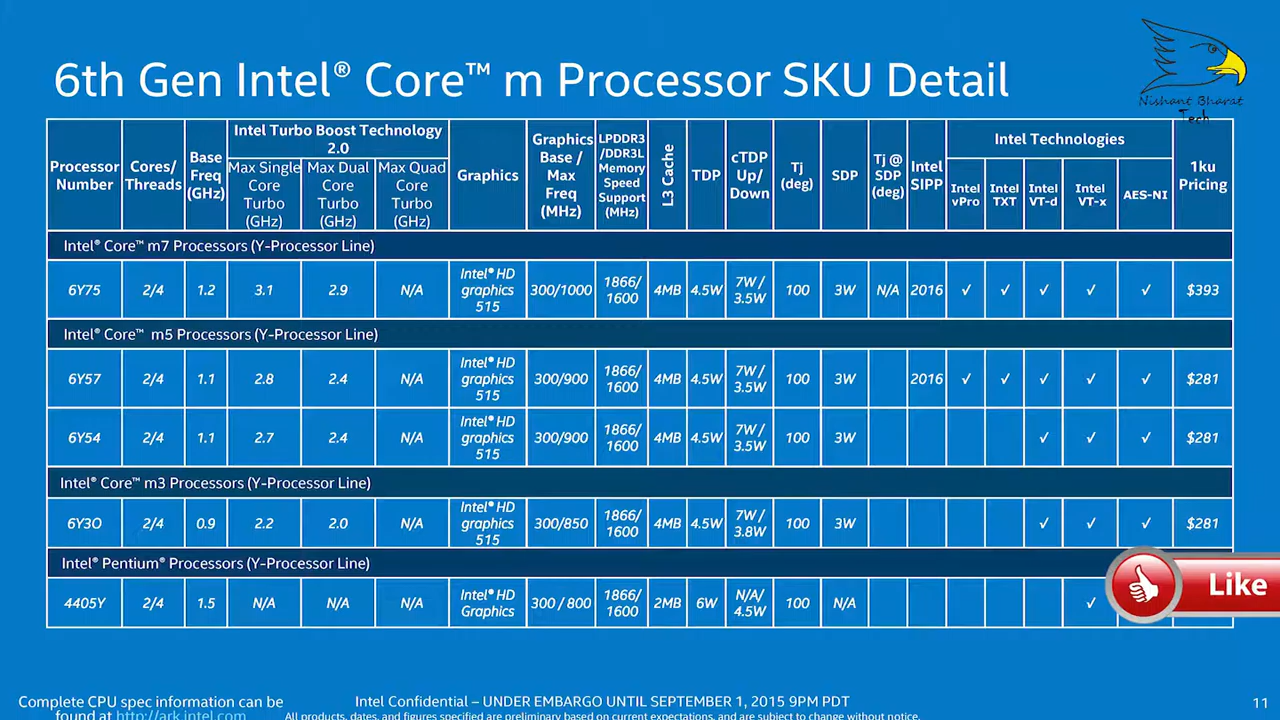 Nishant Bharat
Tech
6th Gen Intel® Core™ m Processor SKU Detail
Processor Number | Cores/ Threads | Base Freq (GHz) | Intel Turbo Boost Technology 2.0 | Graphics | Graphics Base / Max Freq (MHz) | LPDDR3 /DDR3L Memory Speed Support (MHz) | L3 Cache | TDP | cTDP Up/ Down | Tj (deg) | SDP | Tj @ SDP (deg) | Intel SIPP | Intel Technologies | 1ku Pricing
Max Single Core Turbo (GHz) | Max Dual Core Turbo (GHz) | Max Quad Core Turbo (GHz) | Intel vPro | Intel TXT | Intel VT-d | Intel VT-x | AES-NI
Intel® Core™ m7 Processors (Y-Processor Line)
6Y75 | 2/4 | 1.2 | 3.1 | 2.9 | N/A | Intel® HD graphics 515 | 300/1000 | 1866/ 1600 | 4MB | 4.5W | 7W / 3.5W | 100 | 3W | N/A | 2016 | ✓ | ✓ | ✓ | ✓ | ✓ | $393
Intel® Core™ m5 Processors (Y-Processor Line)
6Y57 | 2/4 | 1.1 | 2.8 | 2.4 | N/A | Intel® HD graphics 515 | 300/900 | 1866/ 1600 | 4MB | 4.5W | 7W / 3.5W | 100 | 3W | | 2016 | ✓ | ✓ | ✓ | ✓ | ✓ | $281
6Y54 | 2/4 | 1.1 | 2.7 | 2.4 | N/A | Intel® HD graphics 515 | 300/900 | 1866/ 1600 | 4MB | 4.5W | 7W / 3.5W | 100 | 3W | | | | | ✓ | ✓ | ✓ | $281
Intel® Core™ m3 Processors (Y-Processor Line)
6Y30 | 2/4 | 0.9 | 2.2 | 2.0 | N/A | Intel® HD graphics 515 | 300/850 | 1866/ 1600 | 4MB | 4.5W | 7W / 3.8W | 100 | 3W | | | | | ✓ | ✓ | ✓ | $281
Intel® Pentium® Processors (Y-Processor Line)
4405Y | 2/4 | 1.5 | N/A | N/A | N/A | Intel® HD Graphics | 300 / 800 | 1866/ 1600 | 2MB | 6W | N/A/ 4.5W | 100 | N/A | | | | | | ✓
Like
Complete CPU spec information can be
found at http://ark.intel.com
Intel Confidential – UNDER EMBARGO UNTIL SEPTEMBER 1, 2015 9PM PDT
All products, dates, and figures specified are preliminary based on current expectations, and are subject to change without notice.
11